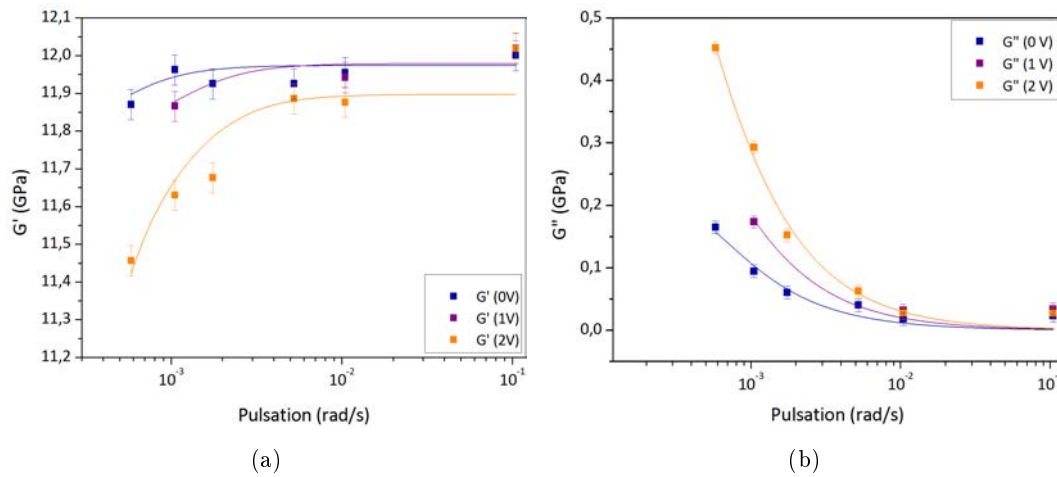 12,1
12,0
11,9
11,8
11,7
11,6
11,5
11,4
11,3
11,2
G' (GPa)
G' (0V)
G' (1V)
G' (2V)
10⁻³
10⁻²
10⁻¹
Pulsation (rad/s)
(a)
0,5
0,4
0,3
0,2
0,1
0,0
G" (GPa)
G" (0 V)
G" (1 V)
G" (2 V)
10⁻³
10⁻²
Pulsation (rad/s)
(b)